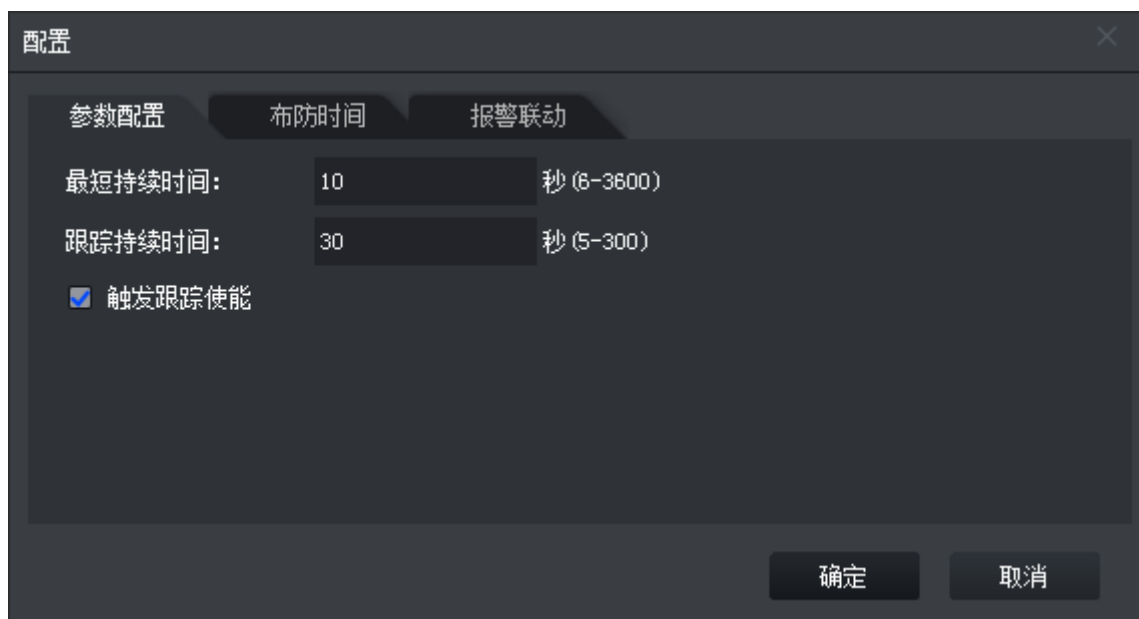 配置
参数配置 布防时间 报警联动
最短持续时间: 10 秒(6-3600)
跟踪持续时间: 30 秒(5-300)
触发跟踪使能
确定 取消